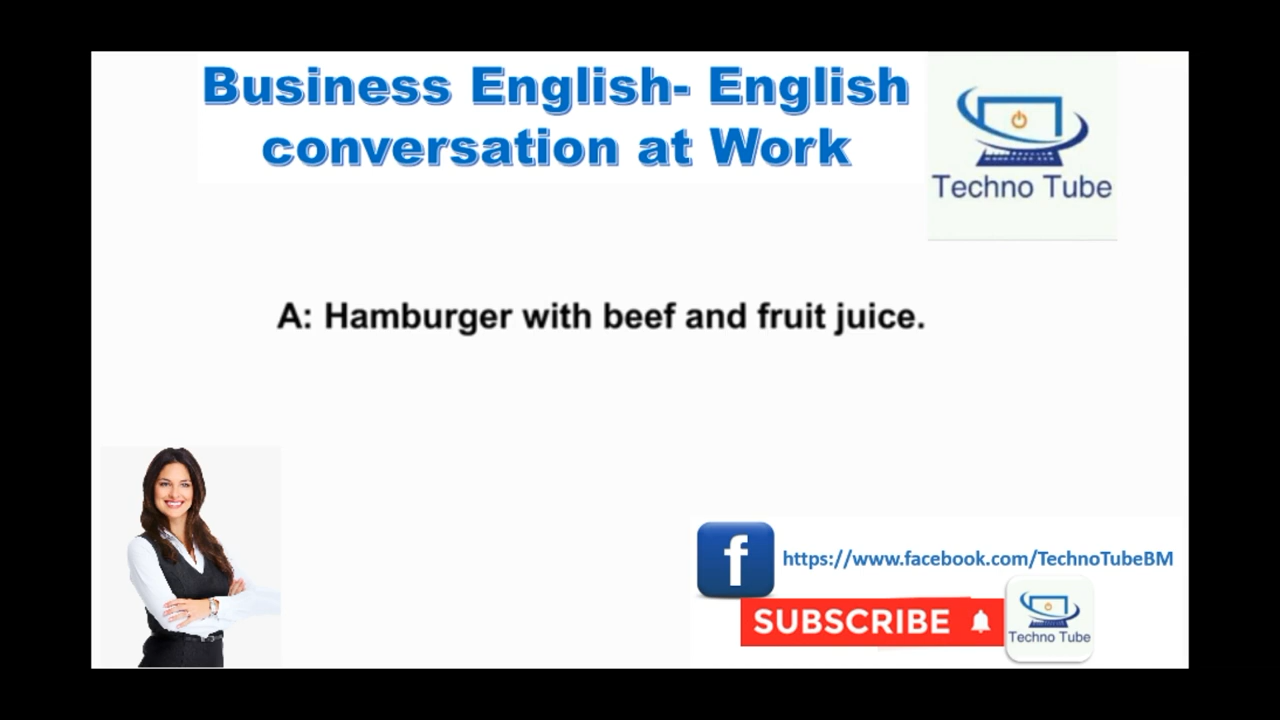 Business English- English
conversation at Work
Techno Tube
A: Hamburger with beef and fruit juice.
f
https://www.facebook.com/TechnoTubeBM
SUBSCRIBE
Techno Tube